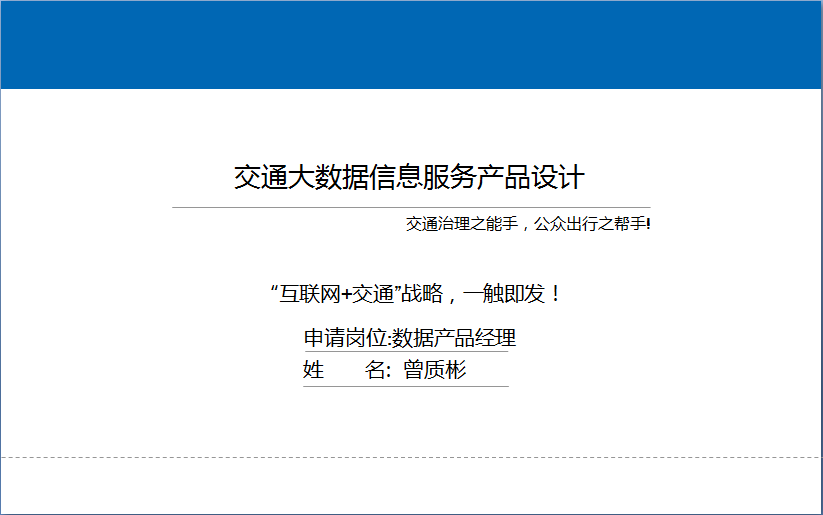 交通大数据信息服务产品设计
交通治理之能手，公众出行之帮手!
“互联网+交通”战略，一触即发！
申请岗位:数据产品经理
姓　　名: 曾质彬